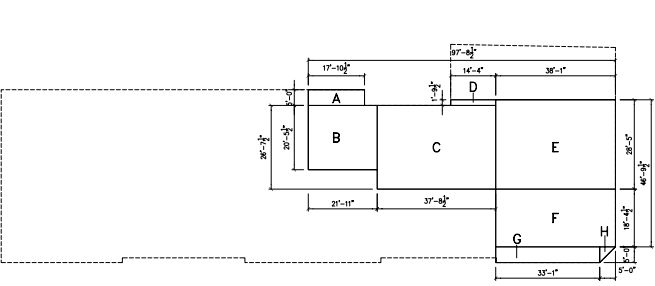 97'-8½"
17'-10½"
14'-4"
38'-1"
5'-0"
1'-9½"
A
D
B
C
E
26'-7½"
20'-5½"
28'-5"
46'-9½"
21'-11"
37'-8½"
F
18'-4½"
G
H
5'-0"
33'-1"
5'-0"